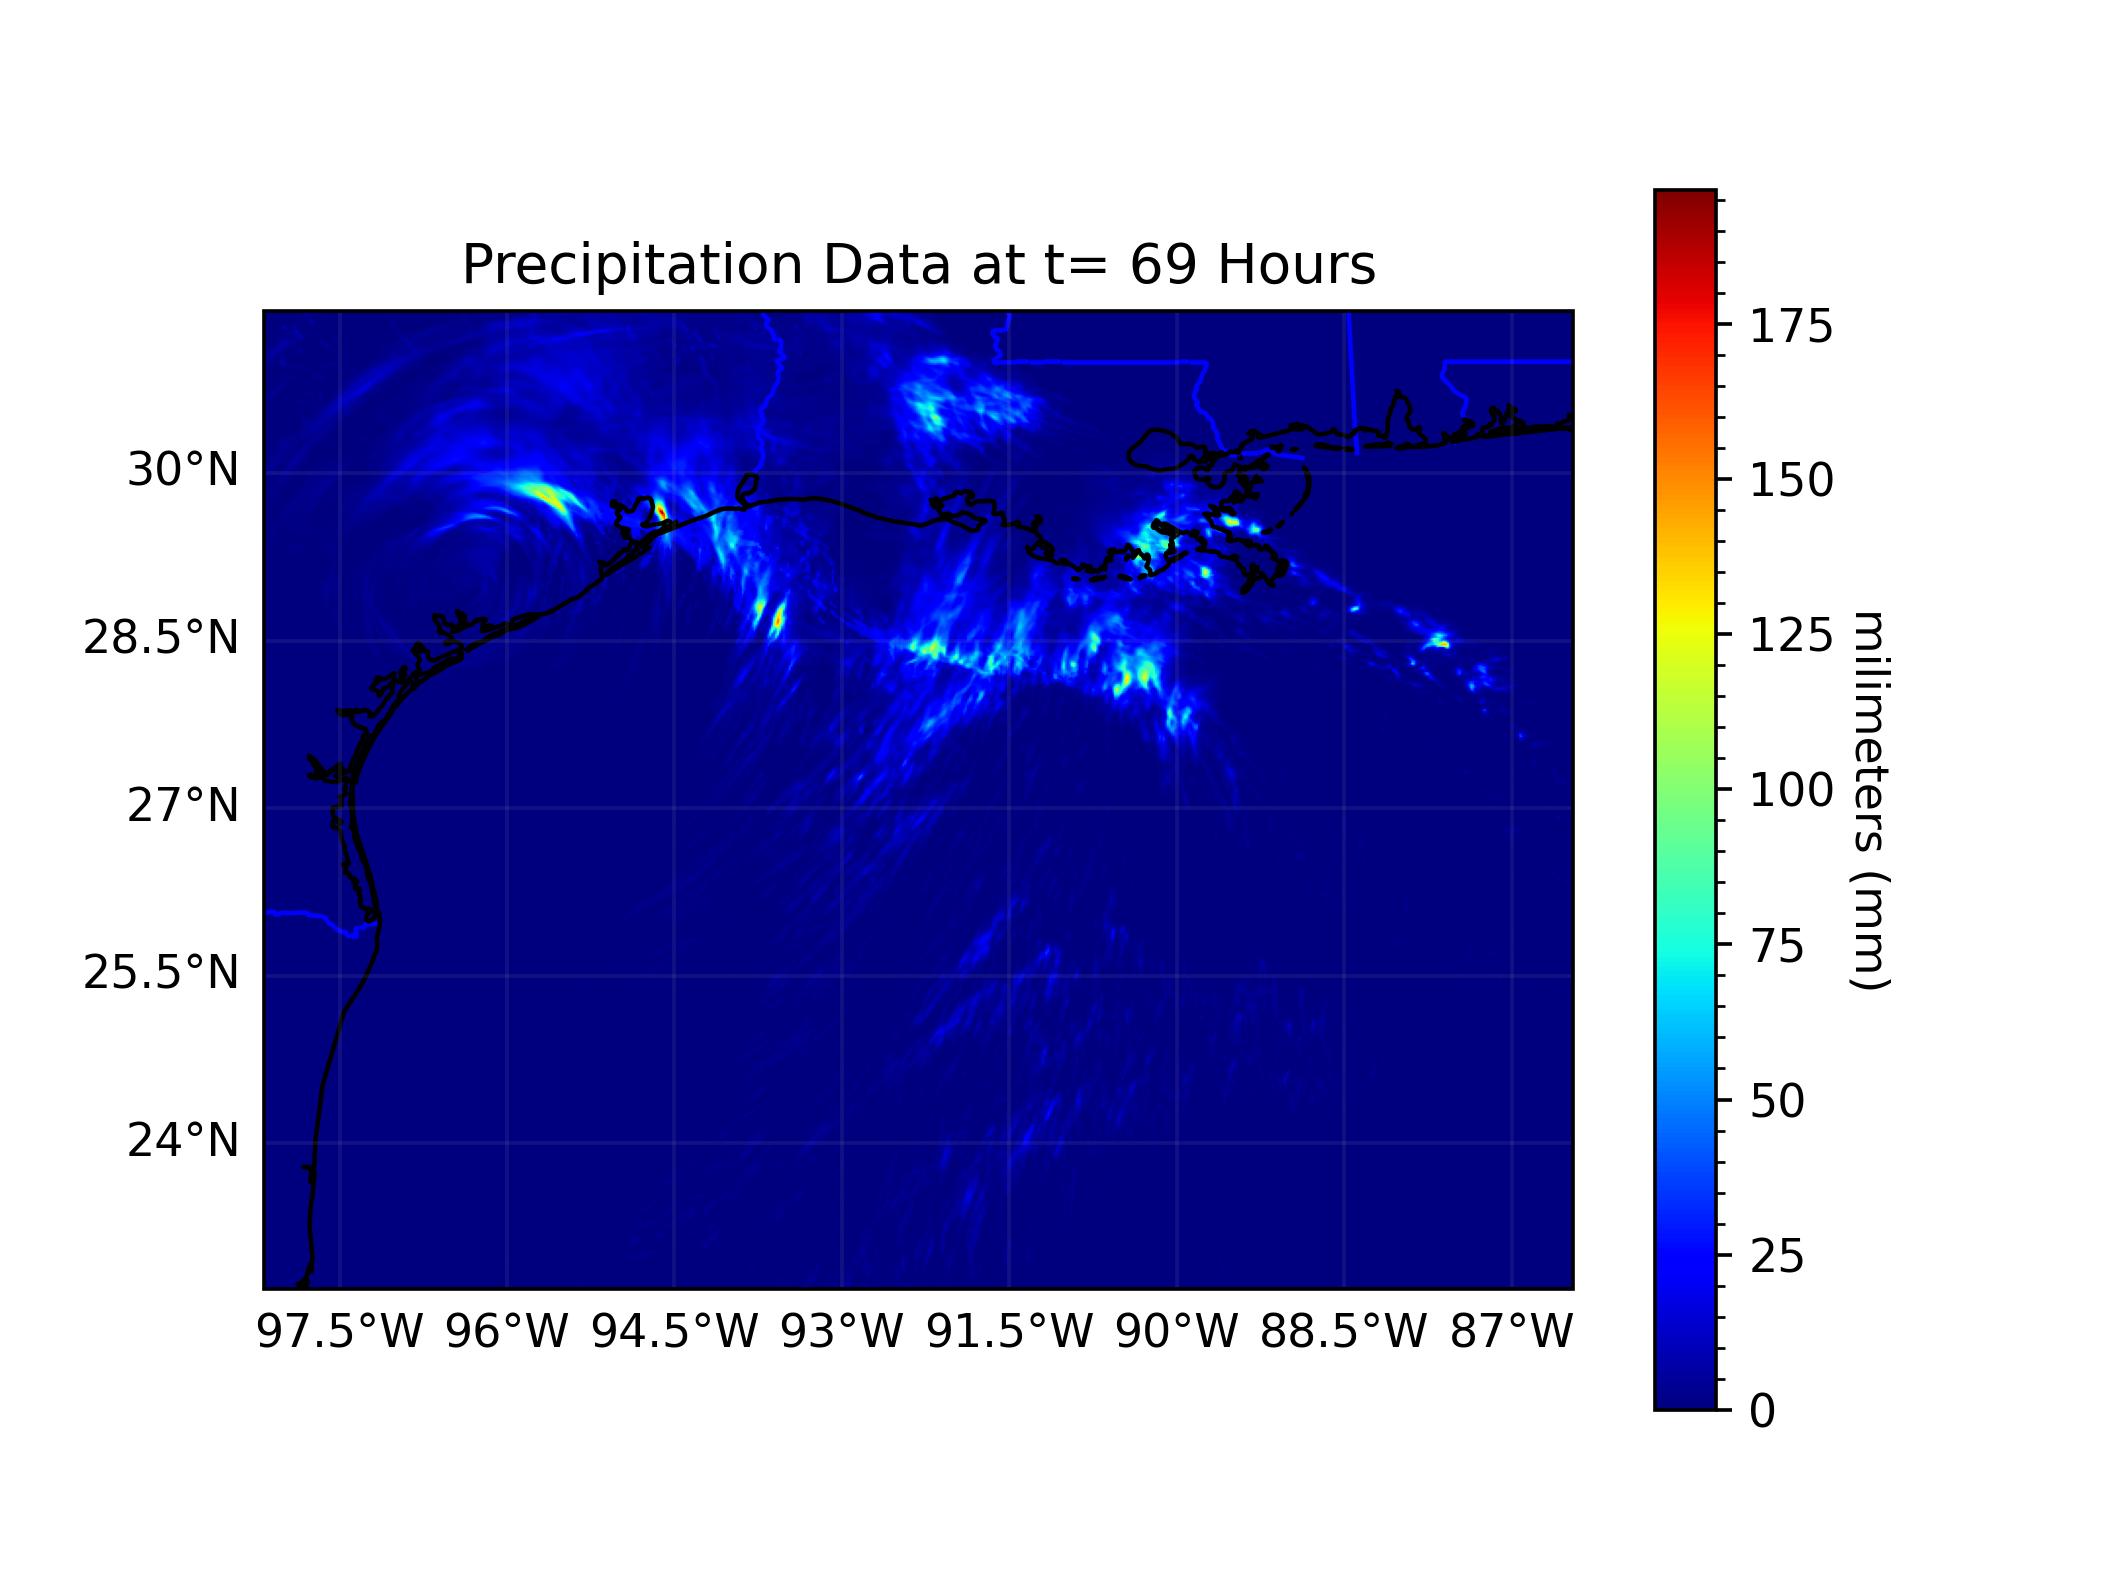 Precipitation Data at t= 69 Hours
30°N
28.5°N
27°N
25.5°N
24°N
97.5°W 96°W 94.5°W 93°W 91.5°W 90°W 88.5°W 87°W
175
150
125
100
75
50
25
0
millimeters (mm)